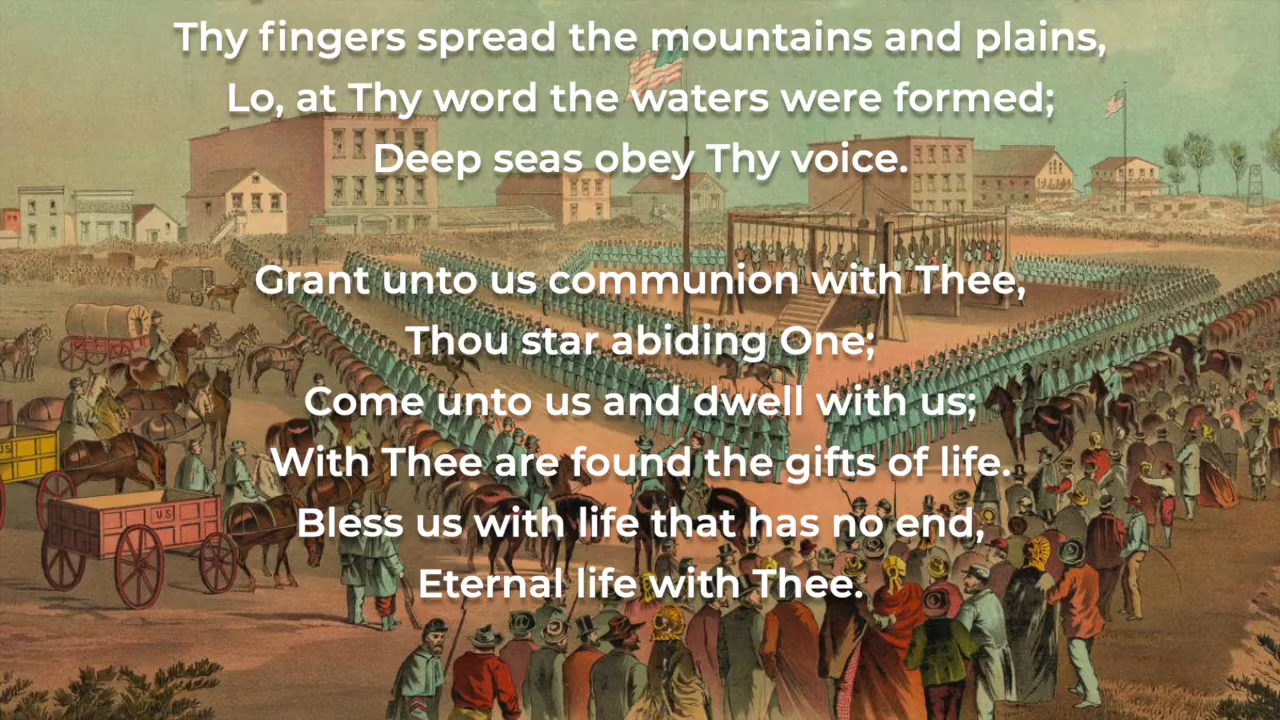 Thy fingers spread the mountains and plains,
Lo, at Thy word the waters were formed;
Deep seas obey Thy voice.
Grant unto us communion with Thee,
Thou star abiding One;
Come unto us and dwell with us;
With Thee are found the gifts of life.
Bless us with life that has no end,
Eternal life with Thee.
US
U.S